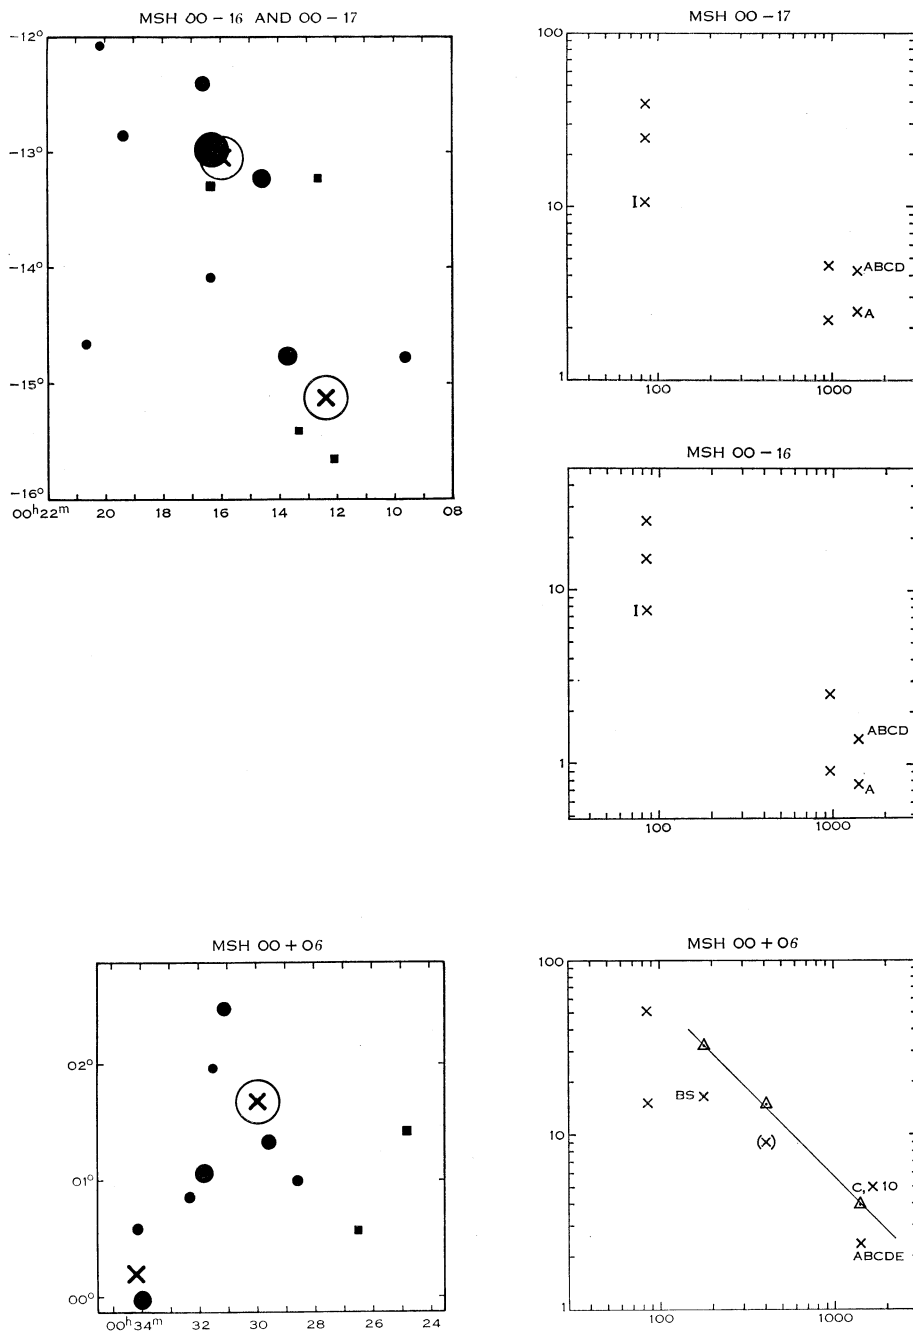 MSH 00 – 16 AND 00 – 17
–12°
–13°
–14°
–15°
–16°
00ʰ22ᵐ 20 18 16 14 12 10 08
MSH 00 – 17
100
10
1
I
ABCD
A
100 1000
MSH 00 – 16
10
1
I
ABCD
A
100 1000
MSH 00 + 06
02°
01°
00°
00ʰ34ᵐ 32 30 28 26 24
MSH 00 + 06
100
10
1
BS
( )
C, 10
ABCDE
100 1000